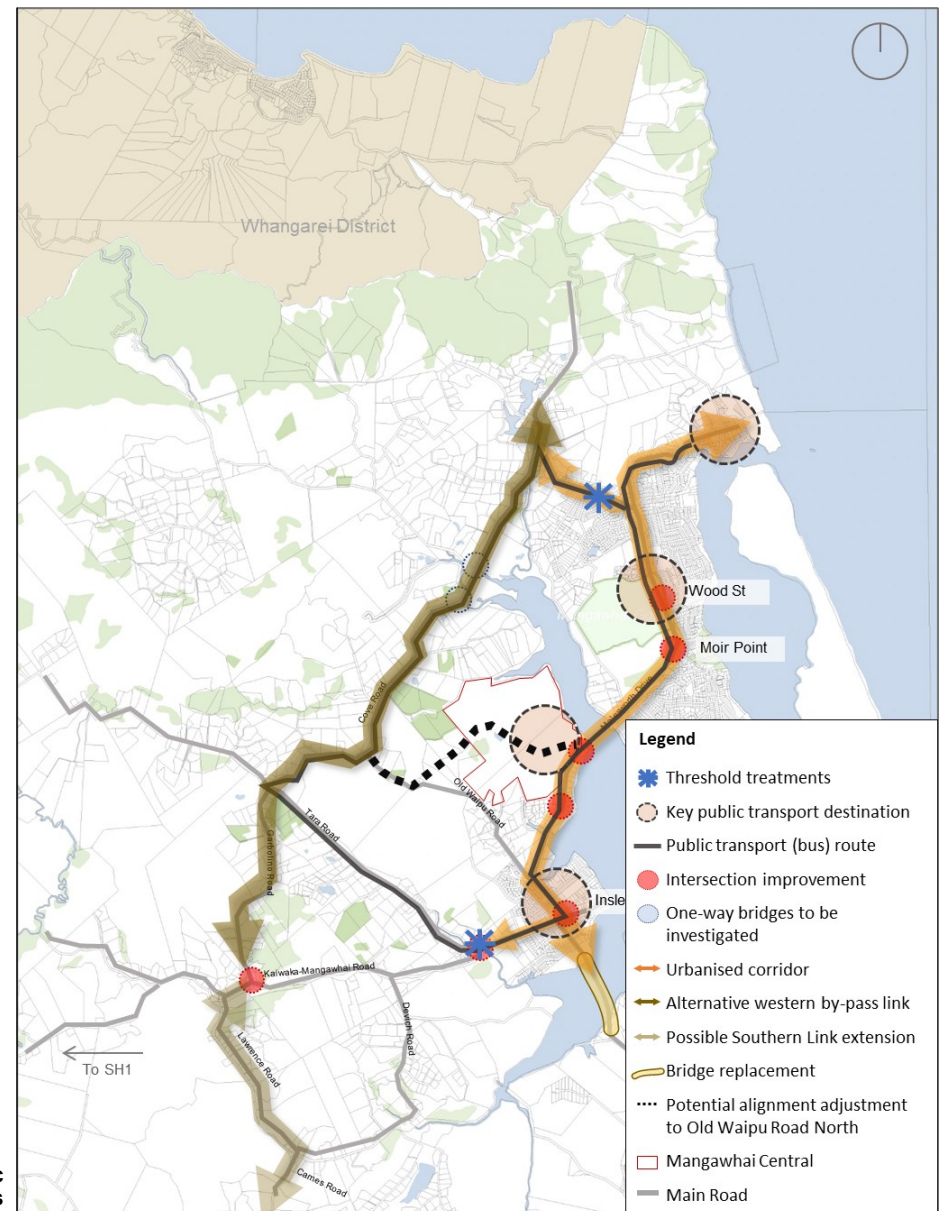 Whangarei District
Wood St
Moir Point
Cove Road
Old Waipu Road
Tara Road
Garbolino Road
Insle
Kaiwaka-Mangawhai Road
Devich Road
Lawrence Road
To SH1
Cames Road
Legend
Threshold treatments
Key public transport destination
Public transport (bus) route
Intersection improvement
One-way bridges to be
investigated
Urbanised corridor
Alternative western by-pass link
Possible Southern Link extension
Bridge replacement
Potential alignment adjustment
to Old Waipu Road North
Mangawhai Central
Main Road